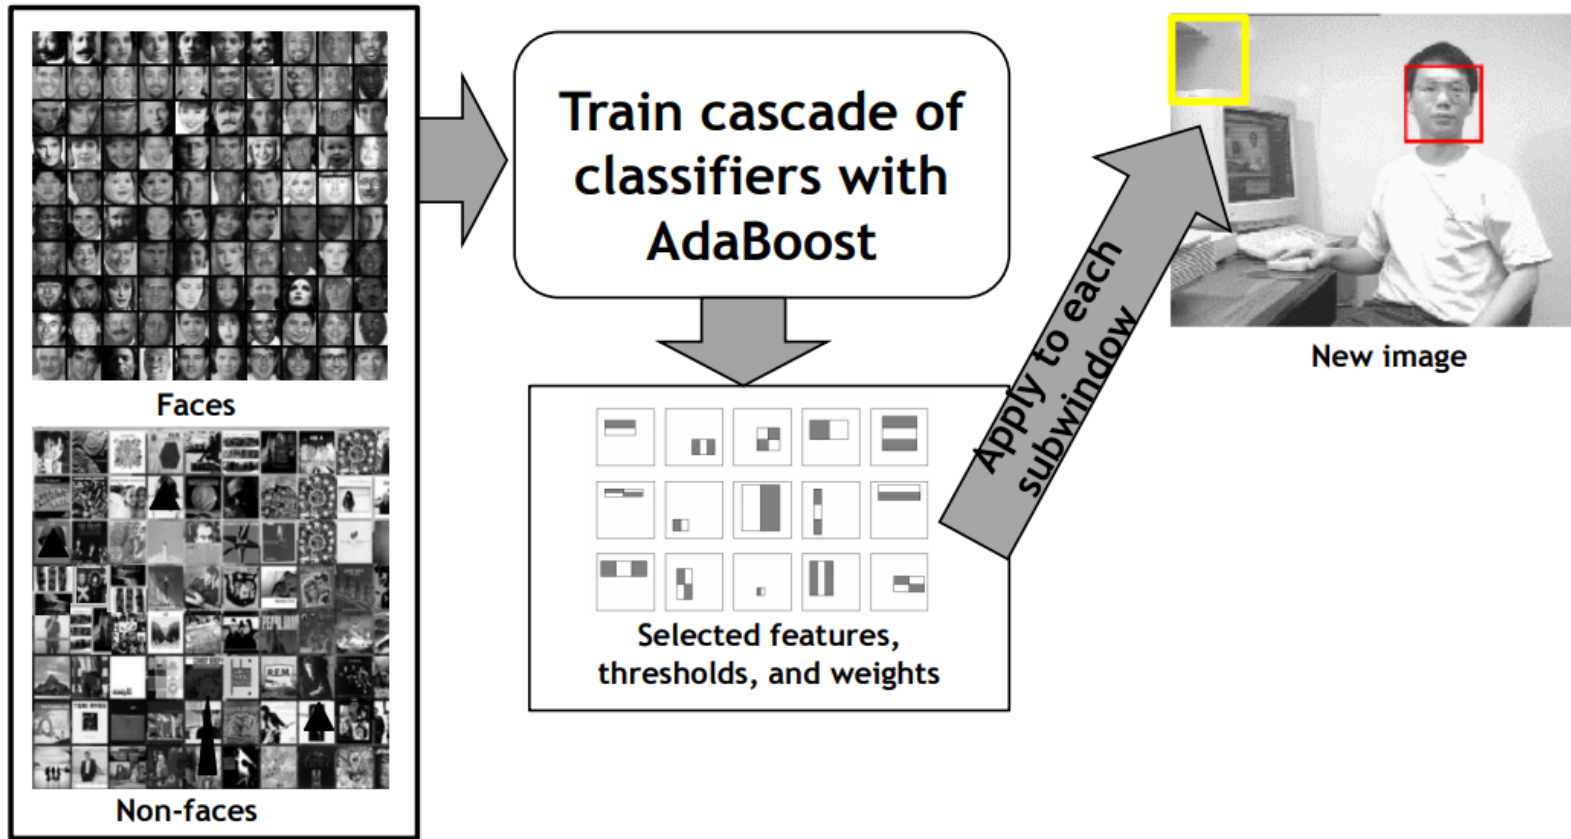 Faces
Non-faces
Train cascade of
classifiers with
AdaBoost
Selected features,
thresholds, and weights
Apply to each
subwindow
New image
R.E.M.